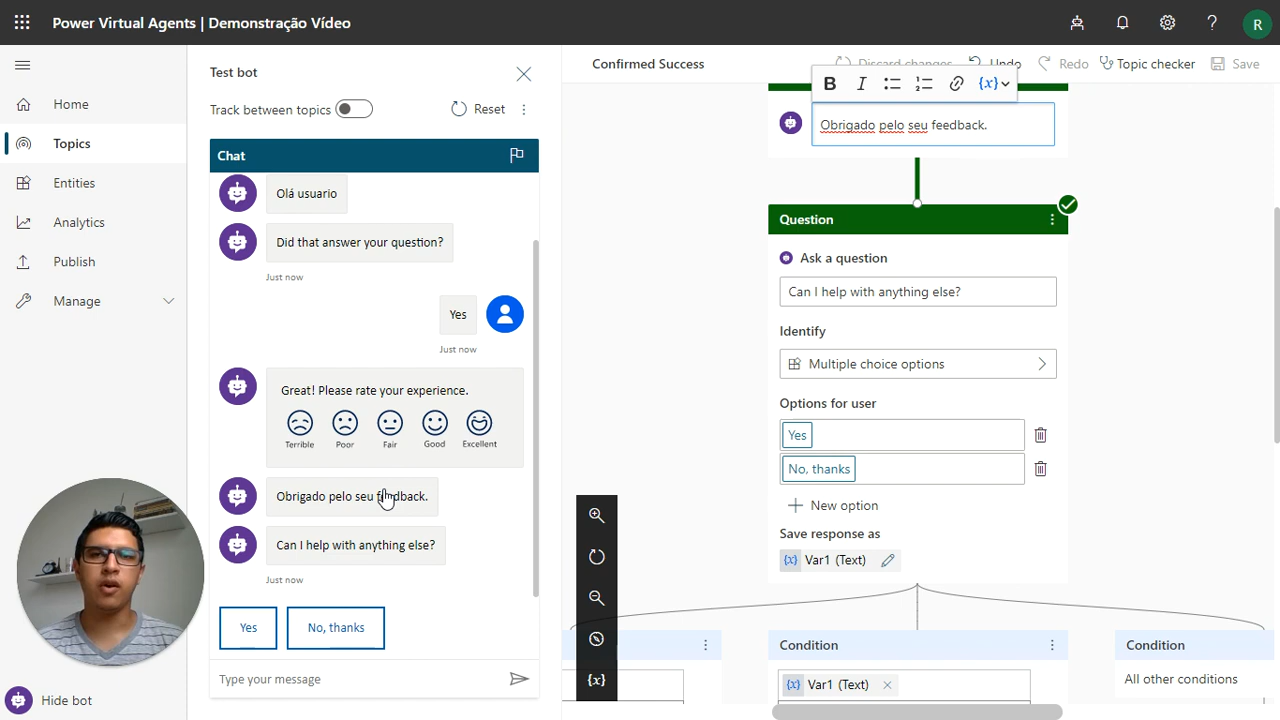 Power Virtual Agents | Demonstração Vídeo
?
R
Home
Topics
Entities
Analytics
Publish
Manage
Hide bot
Test bot
Track between topics
Reset
Chat
Olá usuario
Did that answer your question?
Just now
Yes
Just now
Great! Please rate your experience.
Terrible
Poor
Fair
Good
Excellent
Obrigado pelo seu feedback.
Can I help with anything else?
Just now
Yes
No, thanks
Type your message
Confirmed Success
Discard changes
Undo
Redo
Topic checker
Save
B
I
{x}
Obrigado pelo seu feedback.
Question
Ask a question
Can I help with anything else?
Identify
Multiple choice options
Options for user
Yes
No, thanks
New option
Save response as
{x} Var1 (Text)
{x}
Condition
{x} Var1 (Text)
Condition
All other conditions